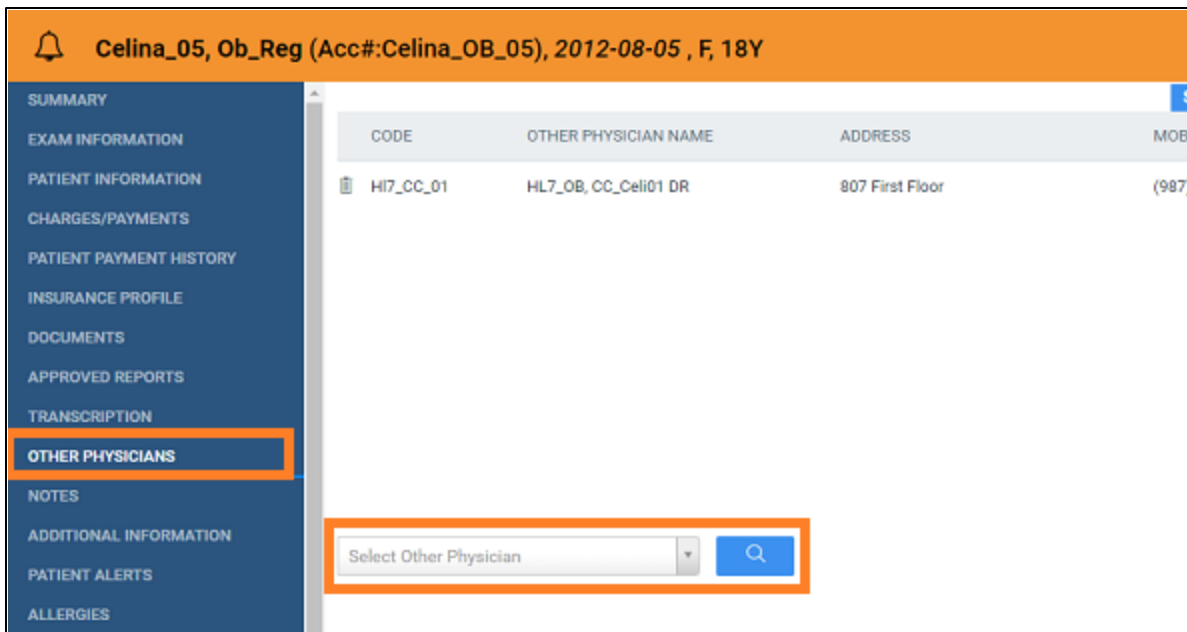 Celina_05, Ob_Reg (Acc#:Celina_OB_05), 2012-08-05 , F, 18Y
SUMMARY
EXAM INFORMATION
PATIENT INFORMATION
CHARGES/PAYMENTS
PATIENT PAYMENT HISTORY
INSURANCE PROFILE
DOCUMENTS
APPROVED REPORTS
TRANSCRIPTION
OTHER PHYSICIANS
NOTES
ADDITIONAL INFORMATION
PATIENT ALERTS
ALLERGIES
CODE OTHER PHYSICIAN NAME ADDRESS MOB
Hl7_CC_01 HL7_OB, CC_Celi01 DR 807 First Floor (987)
Select Other Physician